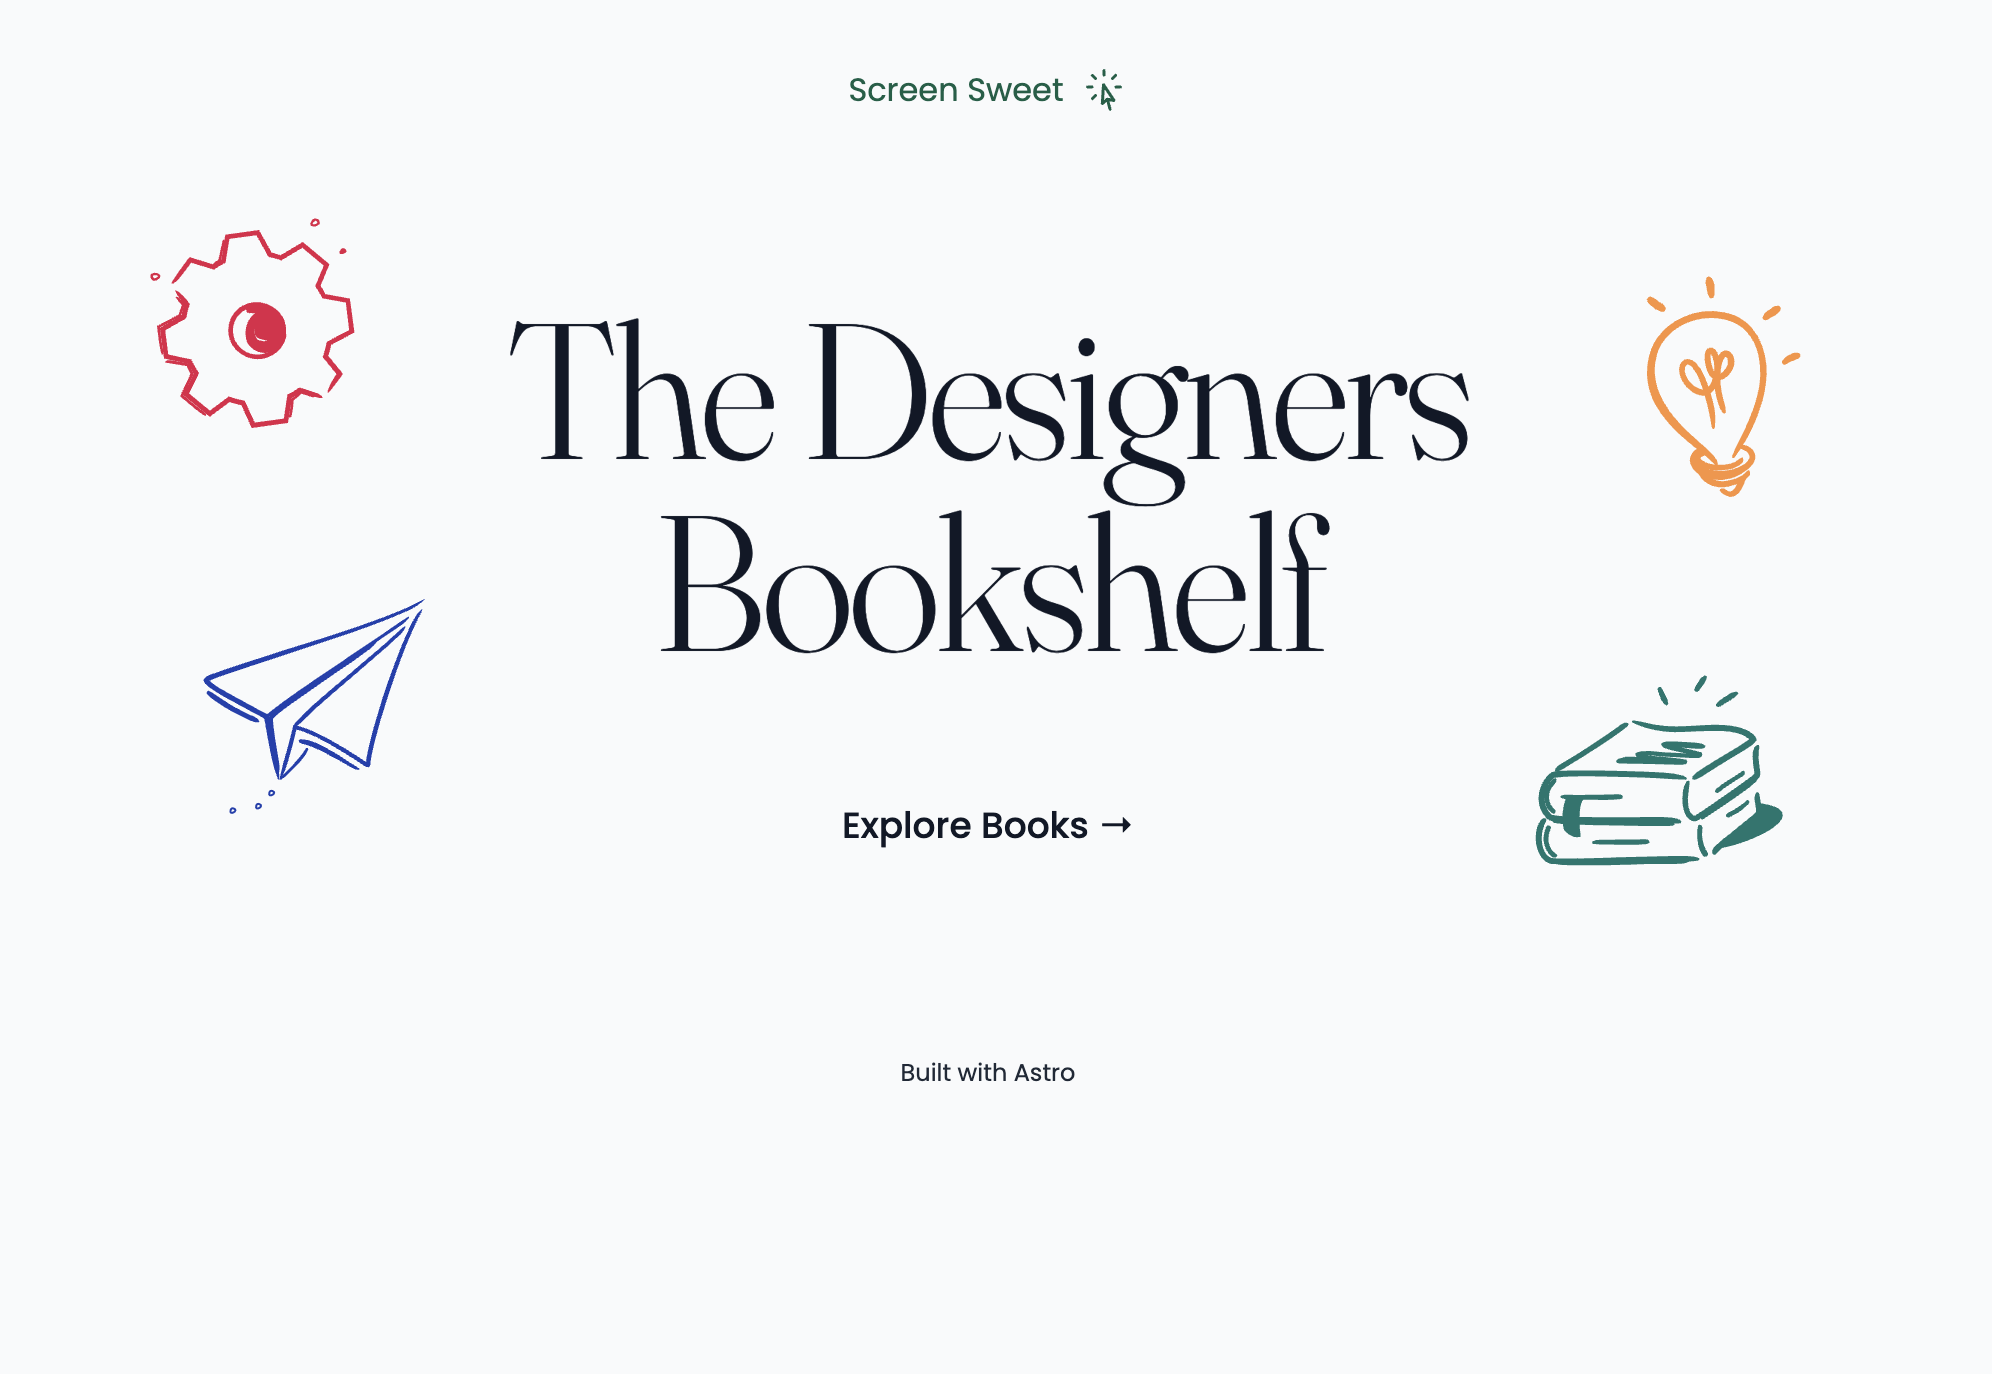 Screen Sweet
The Designers
Bookshelf
Explore Books →
Built with Astro